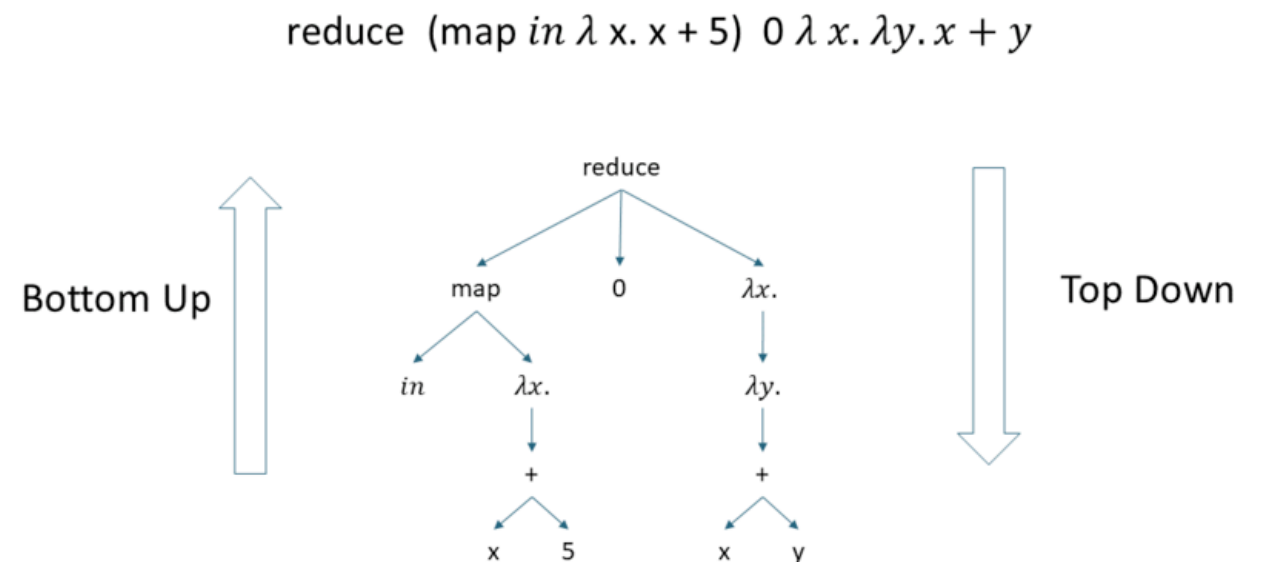 reduce (map in λ x. x + 5) 0 λ x. λy. x + y
reduce
Bottom Up
map 0 λx.
Top Down
in λx. λy.
+ +
x 5 x y